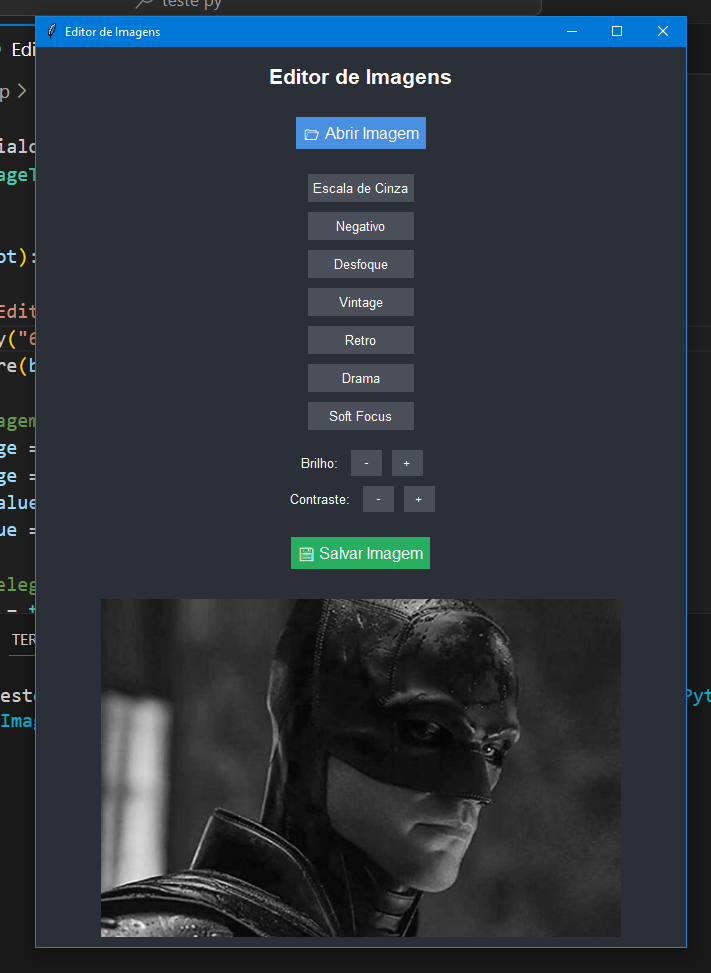 teste py
Editor de Imagens
Edi
Editor de Imagens
p >
Abrir Imagem
ialo
ageT
Escala de Cinza
Negativo
ot):
Desfoque
Vintage
Edit
y("6
Retro
re(b
Drama
agem
Soft Focus
ge =
Brilho: - +
ge =
alue
Contraste: - +
ue =
Salvar Imagem
eleg
TER
este
Pyt
Imag